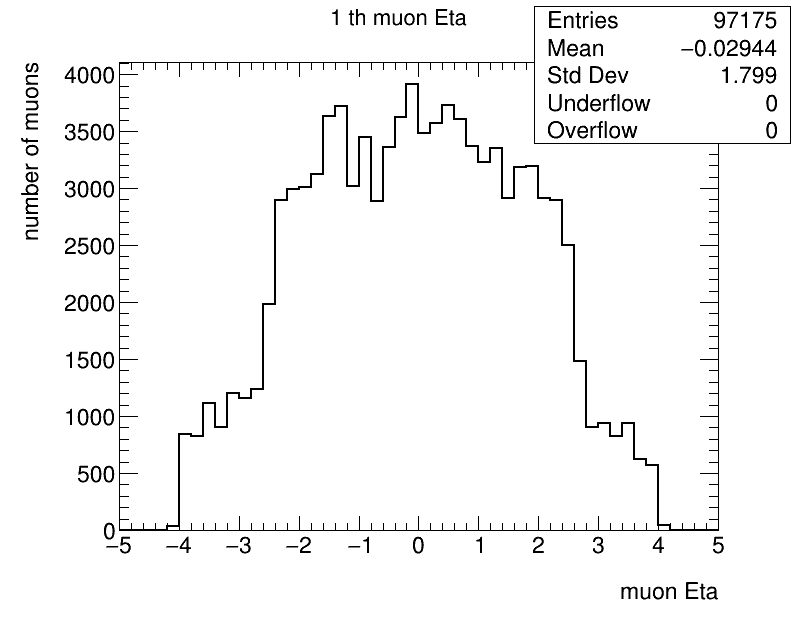 1 th muon Eta
Entries 97175
Mean −0.02944
Std Dev 1.799
Underflow 0
Overflow 0
number of muons
4000
3500
3000
2500
2000
1500
1000
500
0
−5 −4 −3 −2 −1 0 1 2 3 4 5
muon Eta